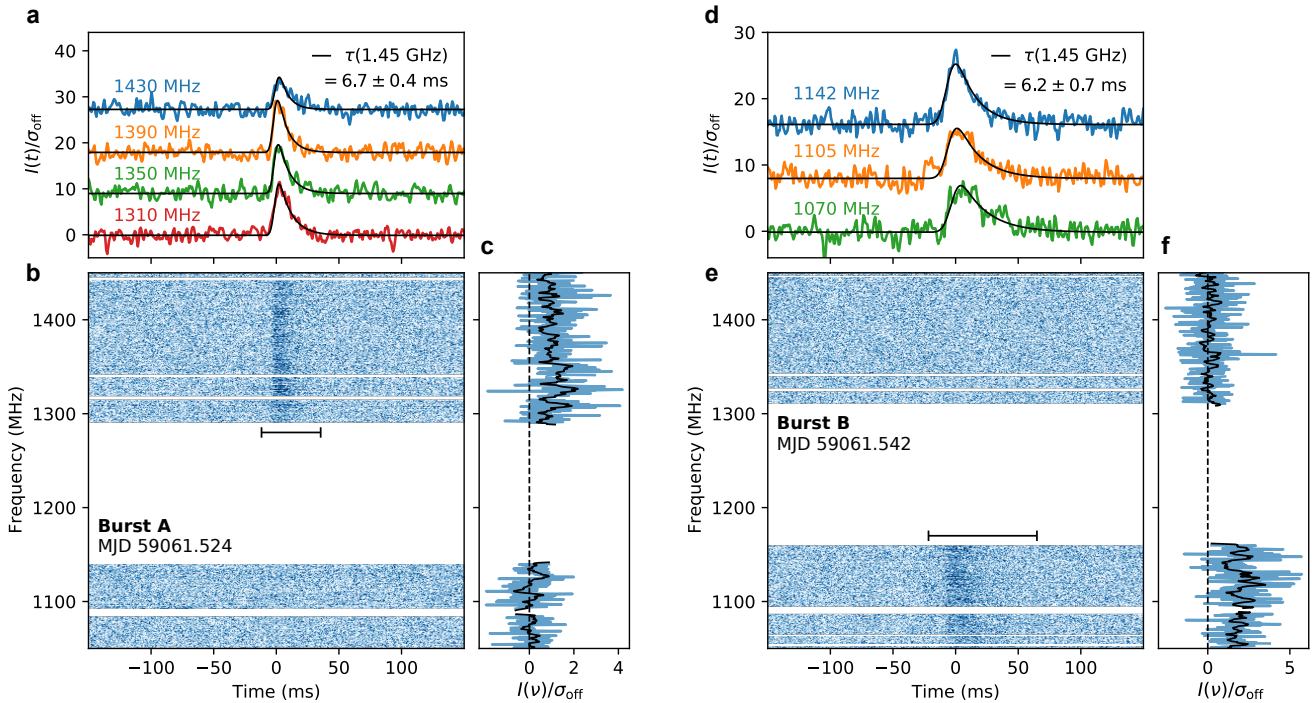 a
40
30
20
10
0
I(t)/σoff
1430 MHz
1390 MHz
1350 MHz
1310 MHz
τ(1.45 GHz)
= 6.7 ± 0.4 ms
b
1400
1300
1200
1100
Frequency (MHz)
Burst A
MJD 59061.524
−100
−50
0
50
100
Time (ms)
c
0
2
4
I(ν)/σoff
d
30
20
10
0
I(t)/σoff
1142 MHz
1105 MHz
1070 MHz
τ(1.45 GHz)
= 6.2 ± 0.7 ms
e
1400
1300
1200
1100
Frequency (MHz)
Burst B
MJD 59061.542
−100
−50
0
50
100
Time (ms)
f
0
5
I(ν)/σoff